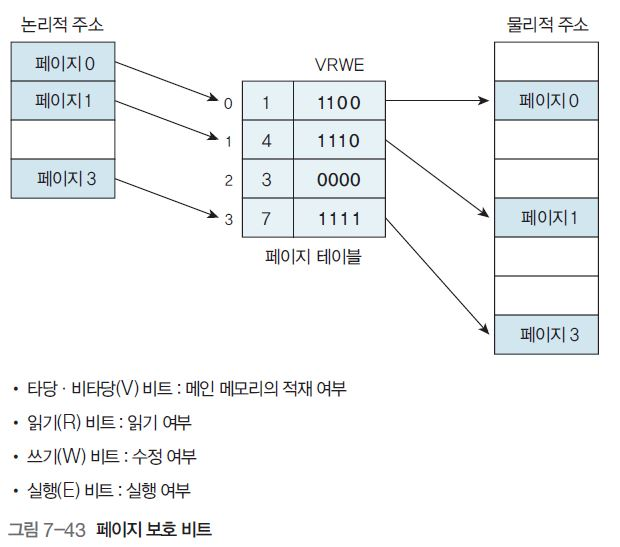 논리적 주소
물리적 주소
VRWE
페이지 0
페이지 1
페이지 3
0 1 1100
1 4 1110
2 3 0000
3 7 1111
페이지 테이블
페이지 0
페이지 1
페이지 3
• 타당 · 비타당(V) 비트 : 메인 메모리의 적재 여부
• 읽기(R) 비트 : 읽기 여부
• 쓰기(W) 비트 : 수정 여부
• 실행(E) 비트 : 실행 여부
그림 7-43 페이지 보호 비트